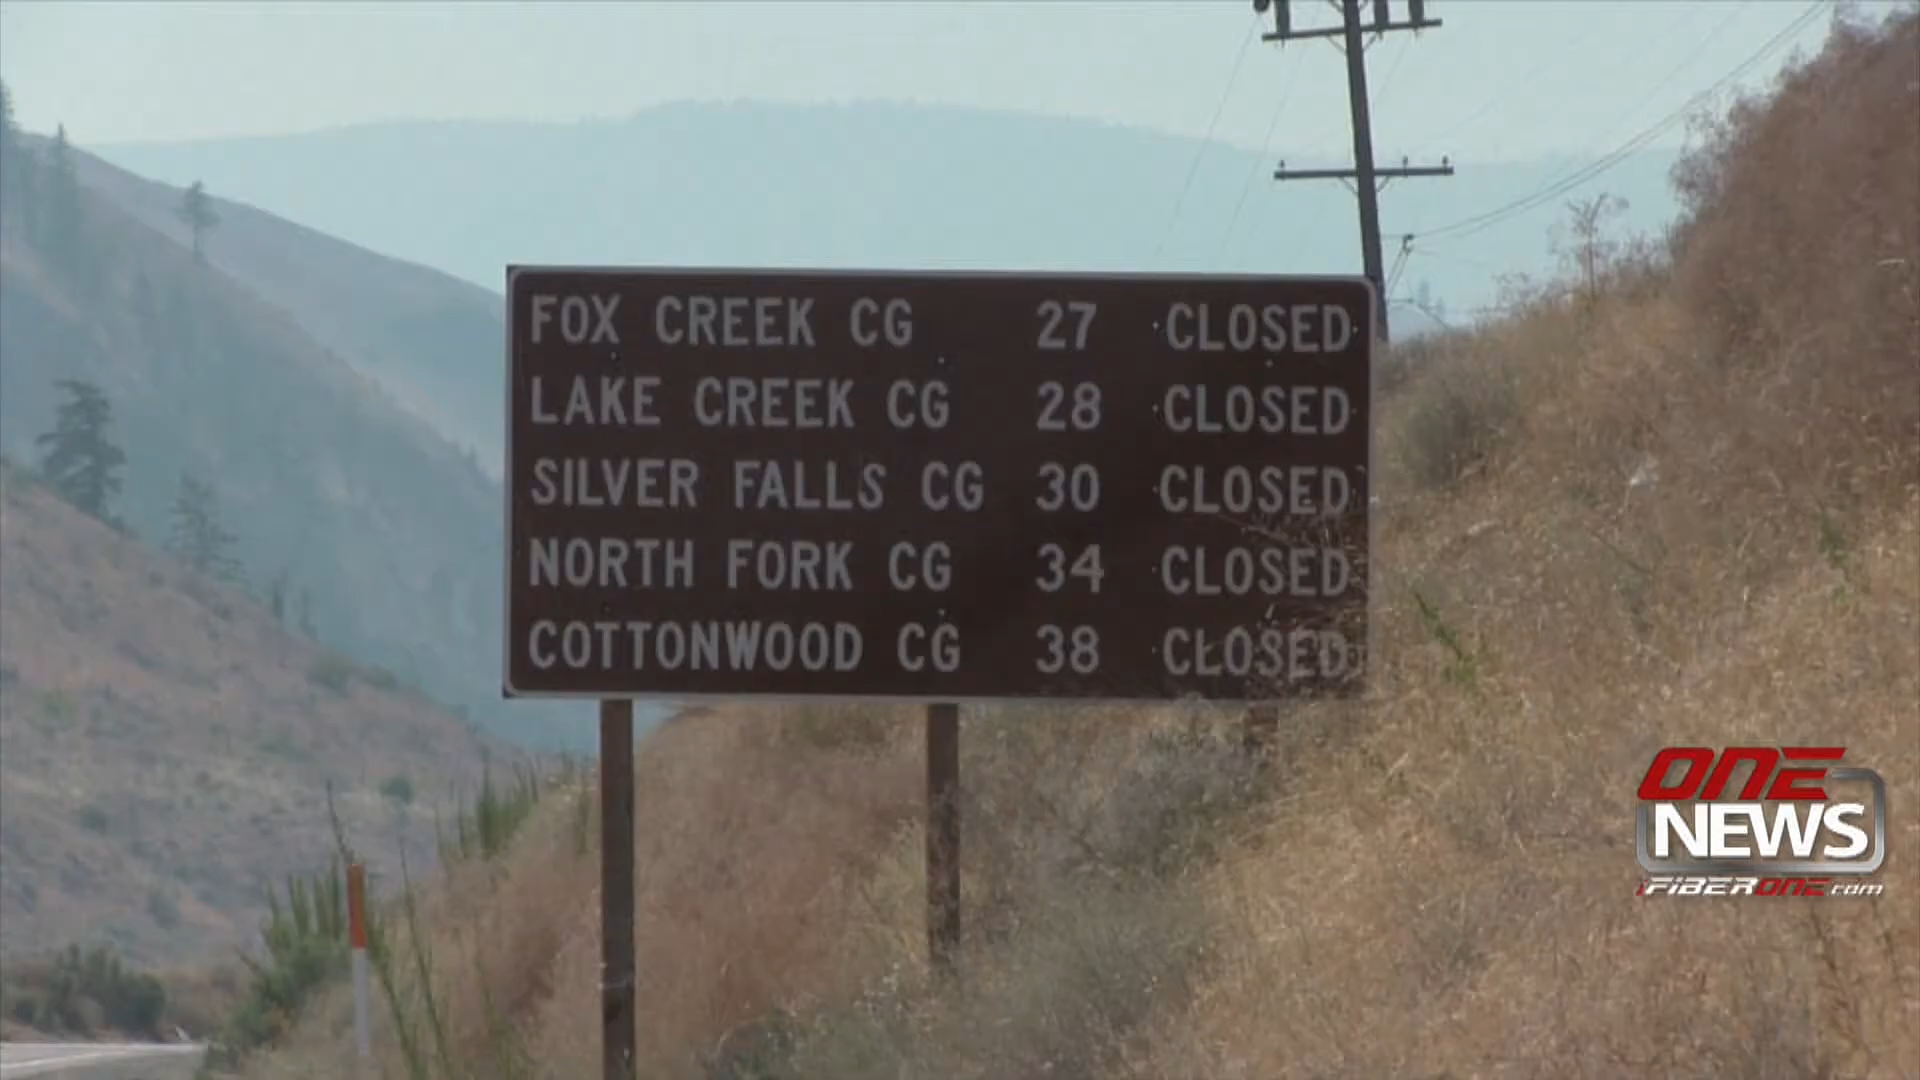 FOX CREEK CG 27 CLOSED
LAKE CREEK CG 28 CLOSED
SILVER FALLS CG 30 CLOSED
NORTH FORK CG 34 CLOSED
COTTONWOOD CG 38 CLOSED
ONE
NEWS
iFIBERONE.com